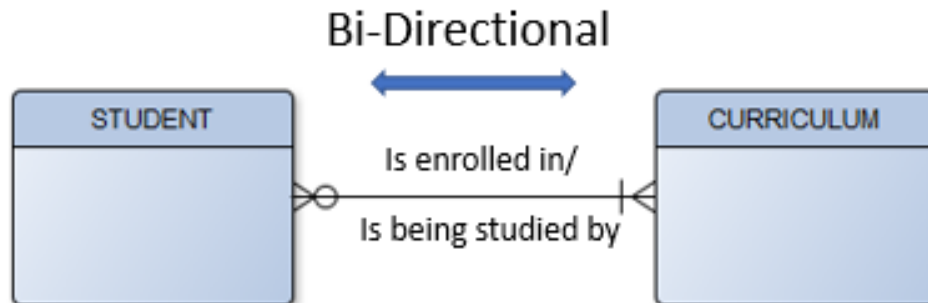 Bi-Directional
STUDENT
CURRICULUM
Is enrolled in/
Is being studied by